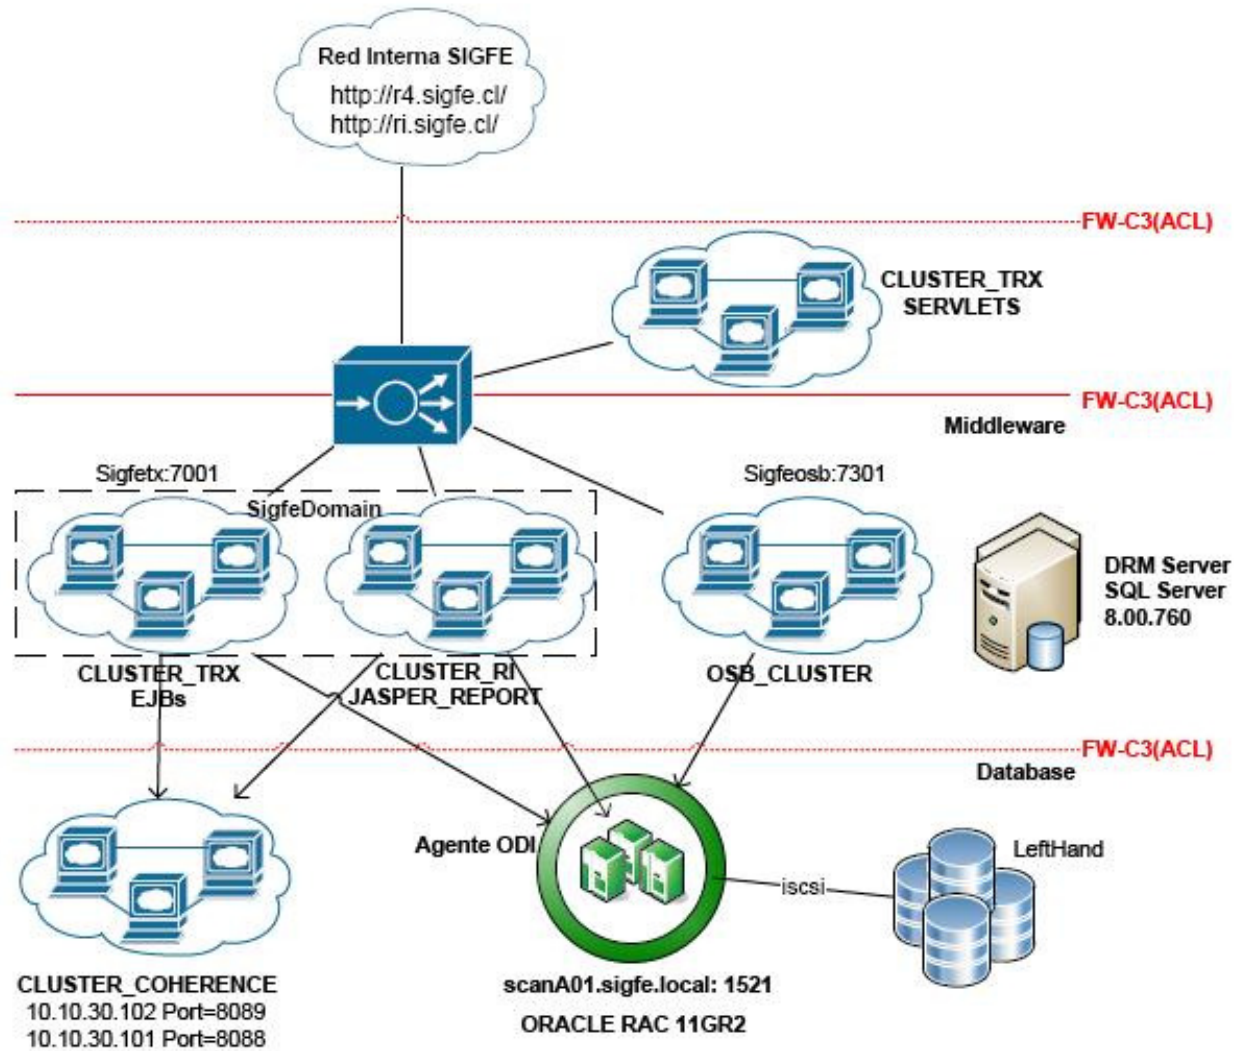 Red Interna SIGFE
http://r4.sigfe.cl/
http://ri.sigfe.cl/
FW-C3(ACL)
CLUSTER_TRX
SERVLETS
FW-C3(ACL)
Middleware
Sigfetx:7001
Sigfeosb:7301
SigfeDomain
DRM Server
SQL Server
8.00.760
CLUSTER_TRX
EJBs
CLUSTER_RI
JASPER_REPORT
OSB_CLUSTER
FW-C3(ACL)
Database
Agente ODI
LeftHand
iscsi
CLUSTER_COHERENCE
10.10.30.102 Port=8089
10.10.30.101 Port=8088
scanA01.sigfe.local: 1521
ORACLE RAC 11GR2